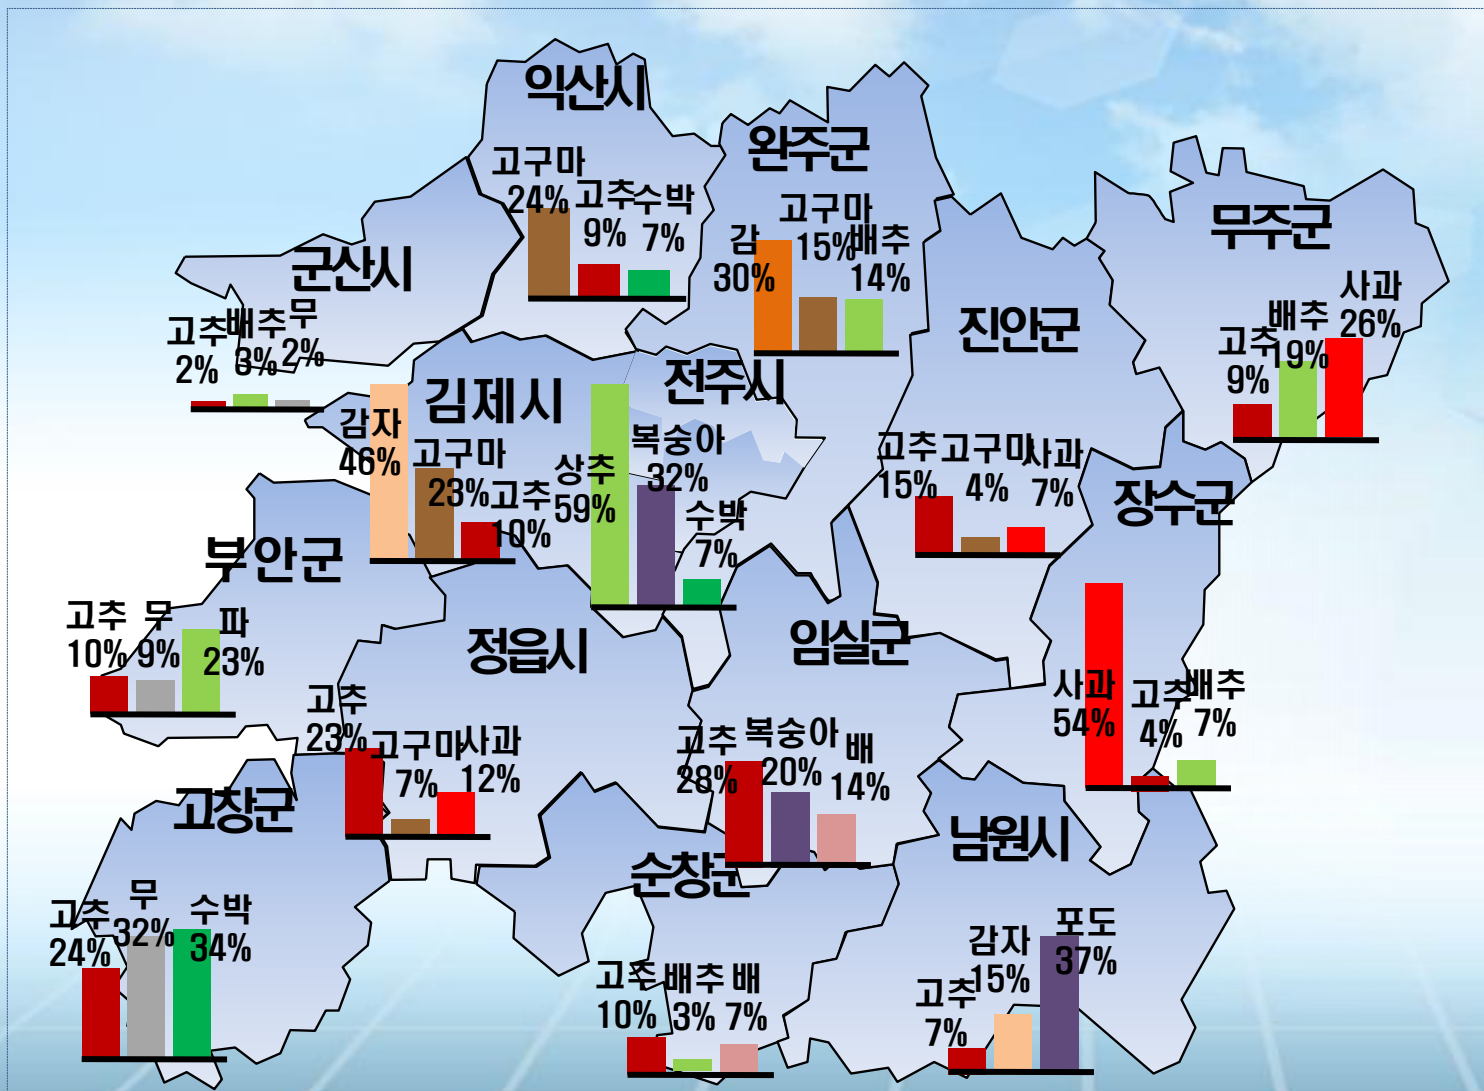 익산시
고구마
24%
고추
9%
수박
7%
완주군
감
30%
고구마
15%
배추
14%
무주군
고추
9%
배추
19%
사과
26%
군산시
고추
2%
배추
3%
무
2%
진안군
고추
15%
고구마
4%
사과
7%
김제시
감자
46%
고구마
23%
고추
10%
전주시
상추
59%
복숭아
32%
수박
7%
장수군
사과
54%
고추
4%
배추
7%
부안군
고추
10%
무
9%
파
23%
정읍시
고추
23%
고구마
7%
사과
12%
임실군
고추
28%
복숭아
20%
배
14%
고창군
고추
24%
무
32%
수박
34%
순창군
고추
10%
배추
3%
배
7%
남원시
고추
7%
감자
15%
포도
37%